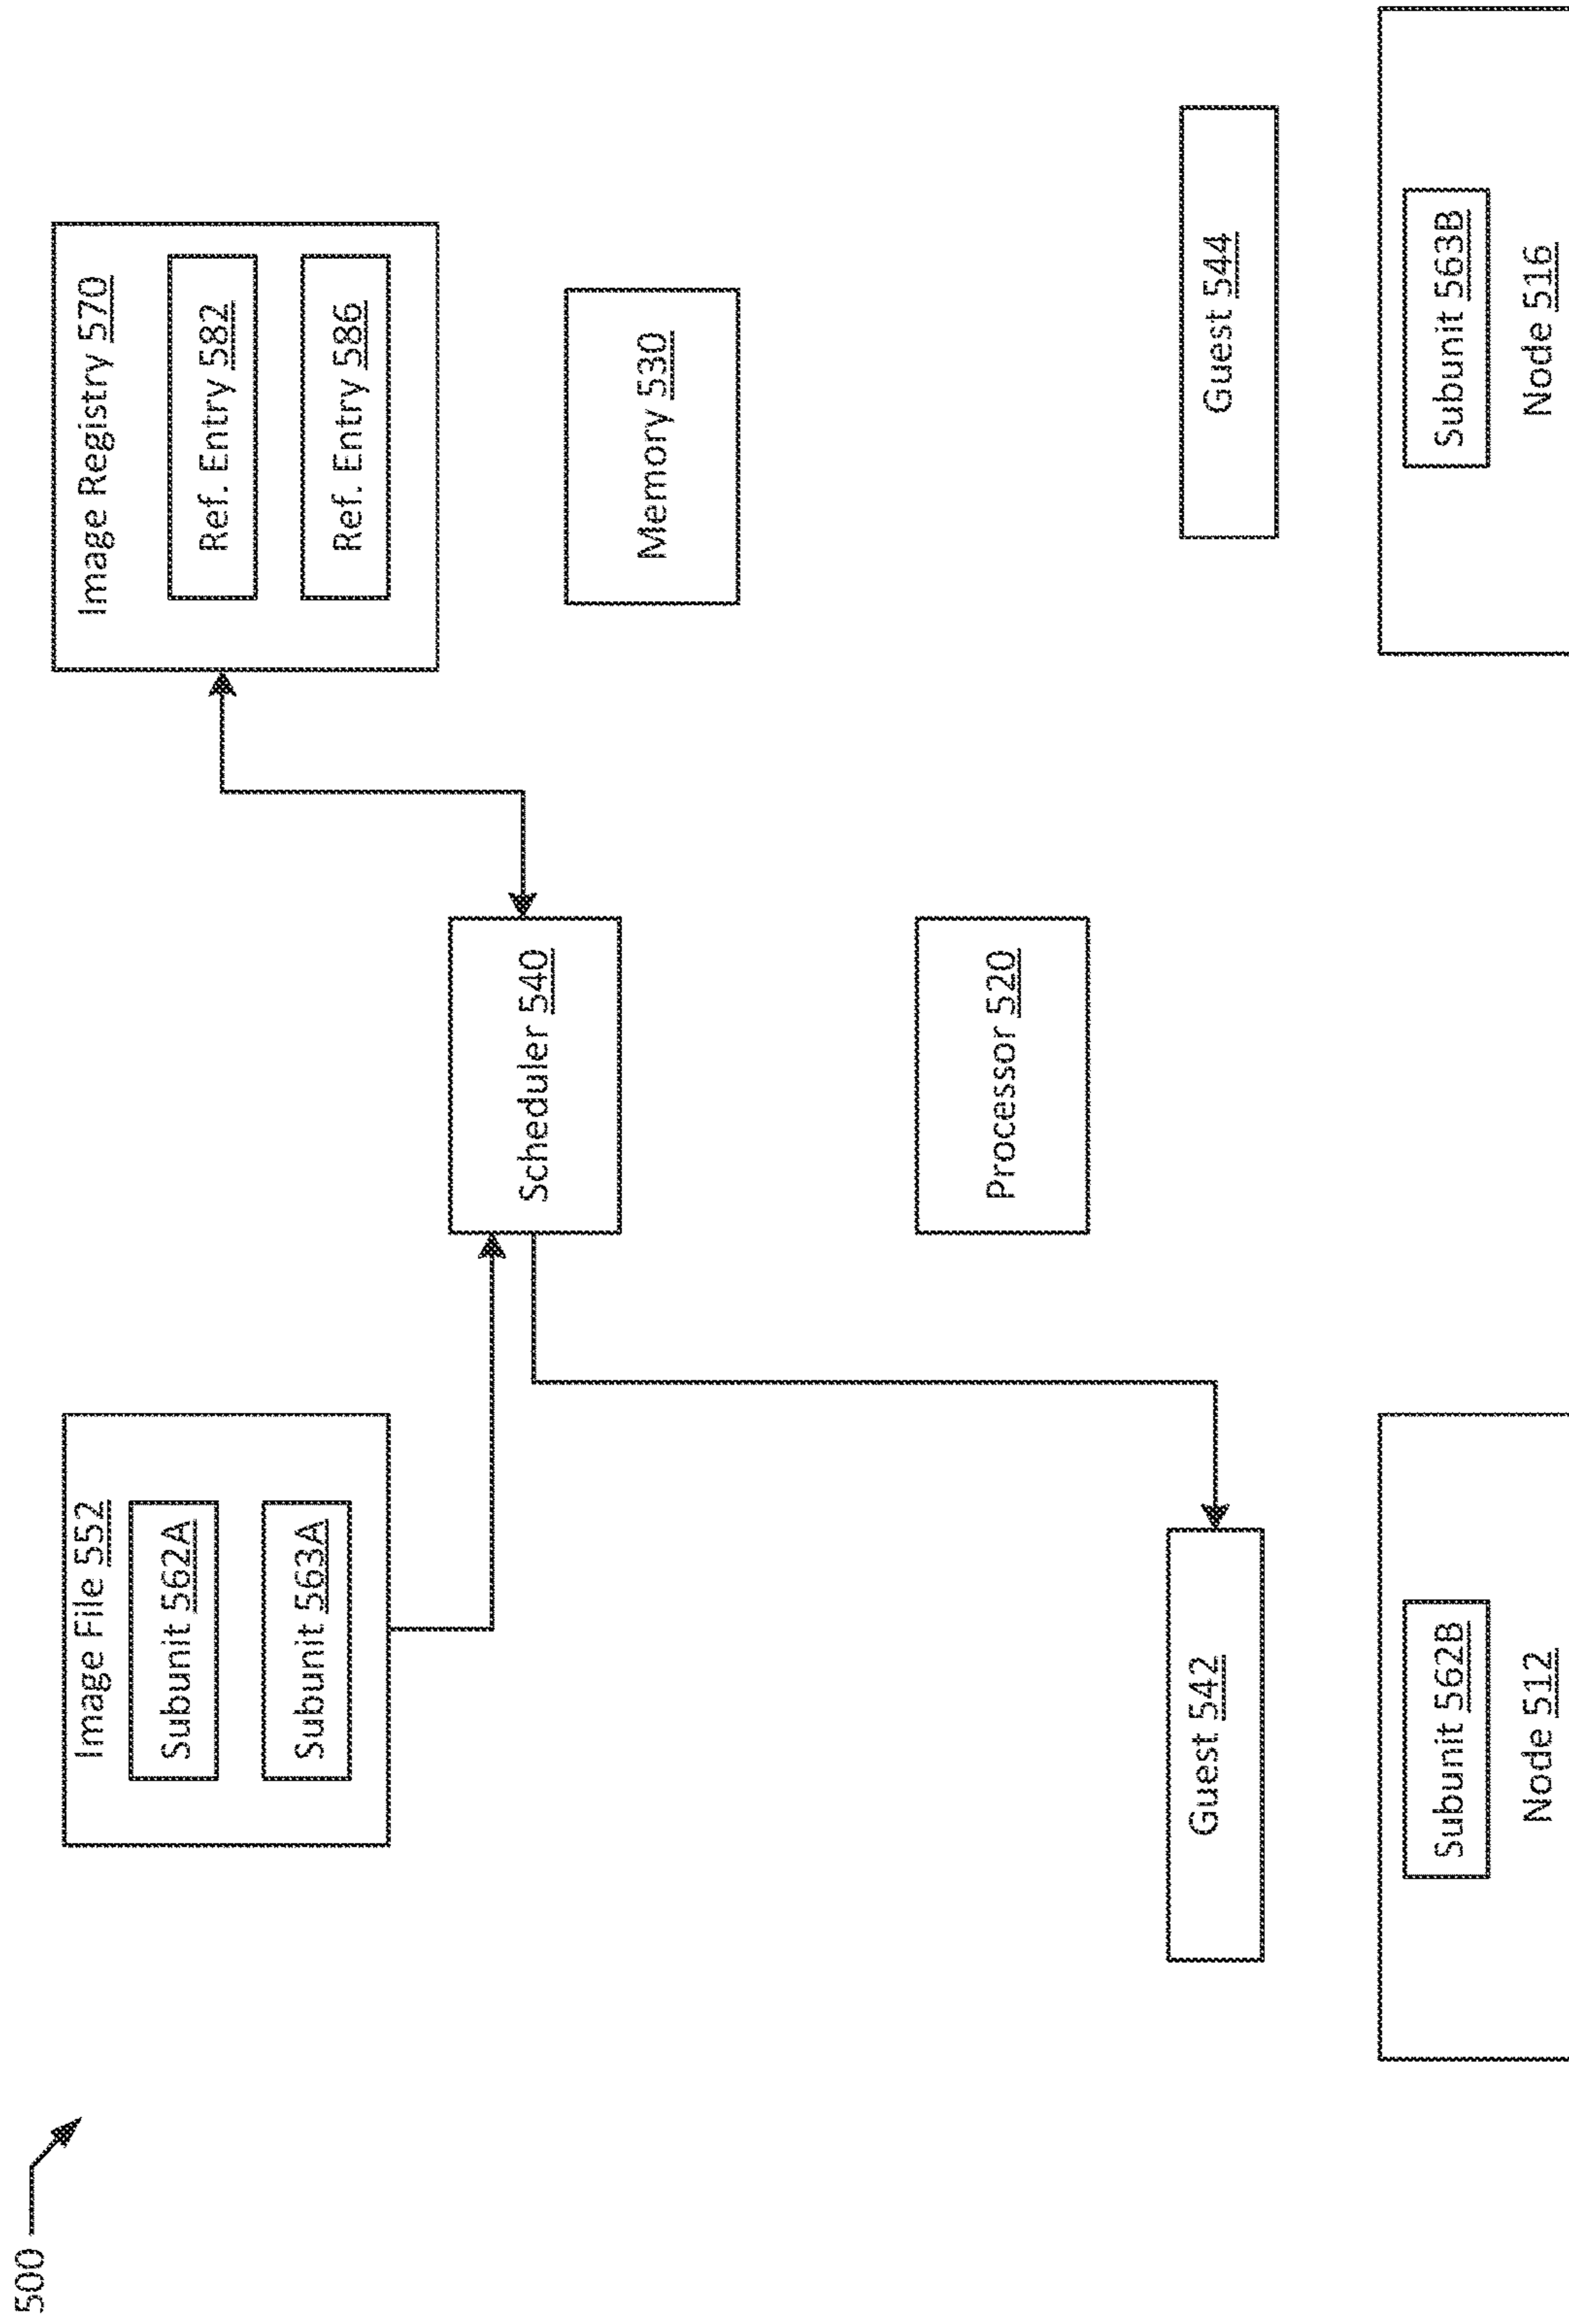 500
Image File 552
Subunit 562A
Subunit 563A
Image Registry 570
Ref. Entry 582
Ref. Entry 586
Scheduler 540
Memory 530
Processor 520
Guest 542
Guest 544
Subunit 562B
Node 512
Subunit 563B
Node 516